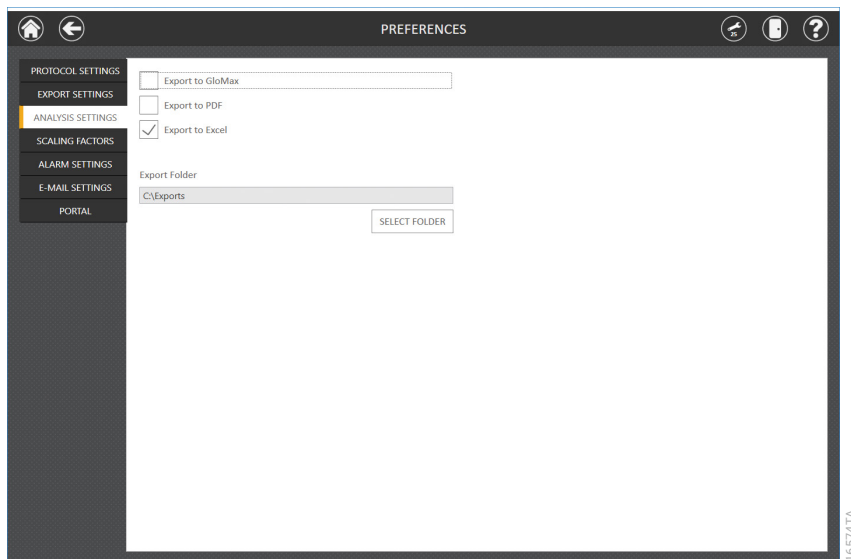 PREFERENCES
25
?
PROTOCOL SETTINGS
EXPORT SETTINGS
ANALYSIS SETTINGS
SCALING FACTORS
ALARM SETTINGS
E-MAIL SETTINGS
PORTAL
Export to GloMax
Export to PDF
Export to Excel
Export Folder
C:\Exports
SELECT FOLDER